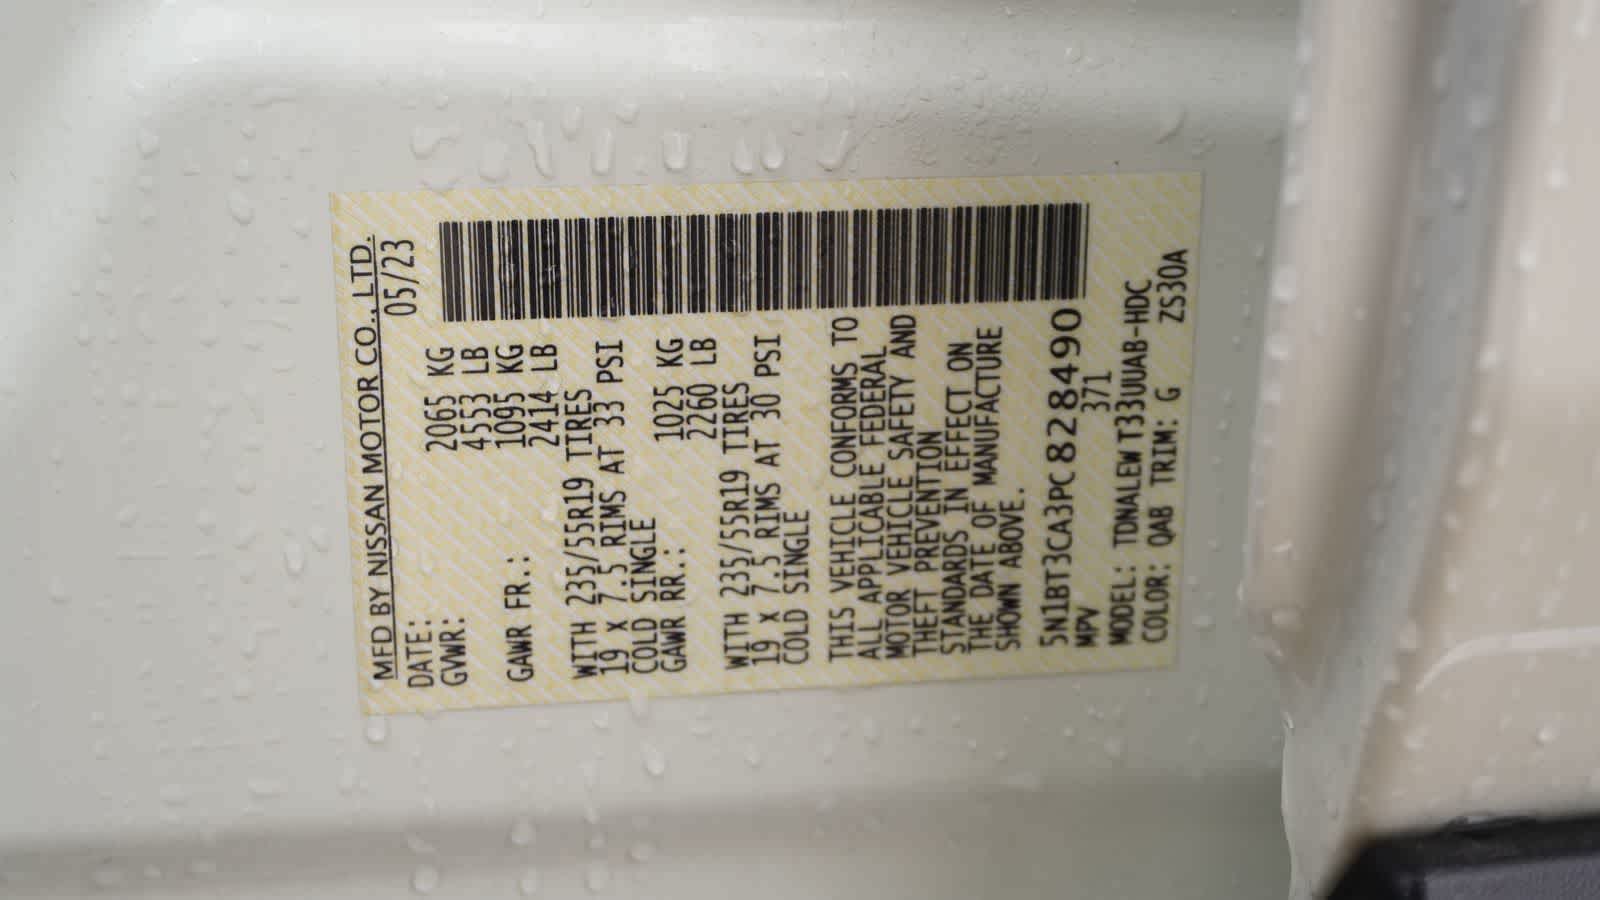 MFD BY NISSAN MOTOR CO., LTD.
DATE: 05/23
GVWR: 2065 KG
4553 LB
GAWR FR.: 1095 KG
2414 LB
WITH 235/55R19 TIRES
19 x 7.5 RIMS AT 33 PSI
COLD SINGLE
GAWR RR.: 1025 KG
2260 LB
WITH 235/55R19 TIRES
19 x 7.5 RIMS AT 30 PSI
COLD SINGLE
THIS VEHICLE CONFORMS TO
ALL APPLICABLE FEDERAL
MOTOR VEHICLE SAFETY AND
THEFT PREVENTION
STANDARDS IN EFFECT ON
THE DATE OF MANUFACTURE
SHOWN ABOVE.
5N1BT3CA3PC828490
MPV 371
MODEL: TDNALEWT33UUAB-HDC
COLOR: QAB TRIM: G ZS30A